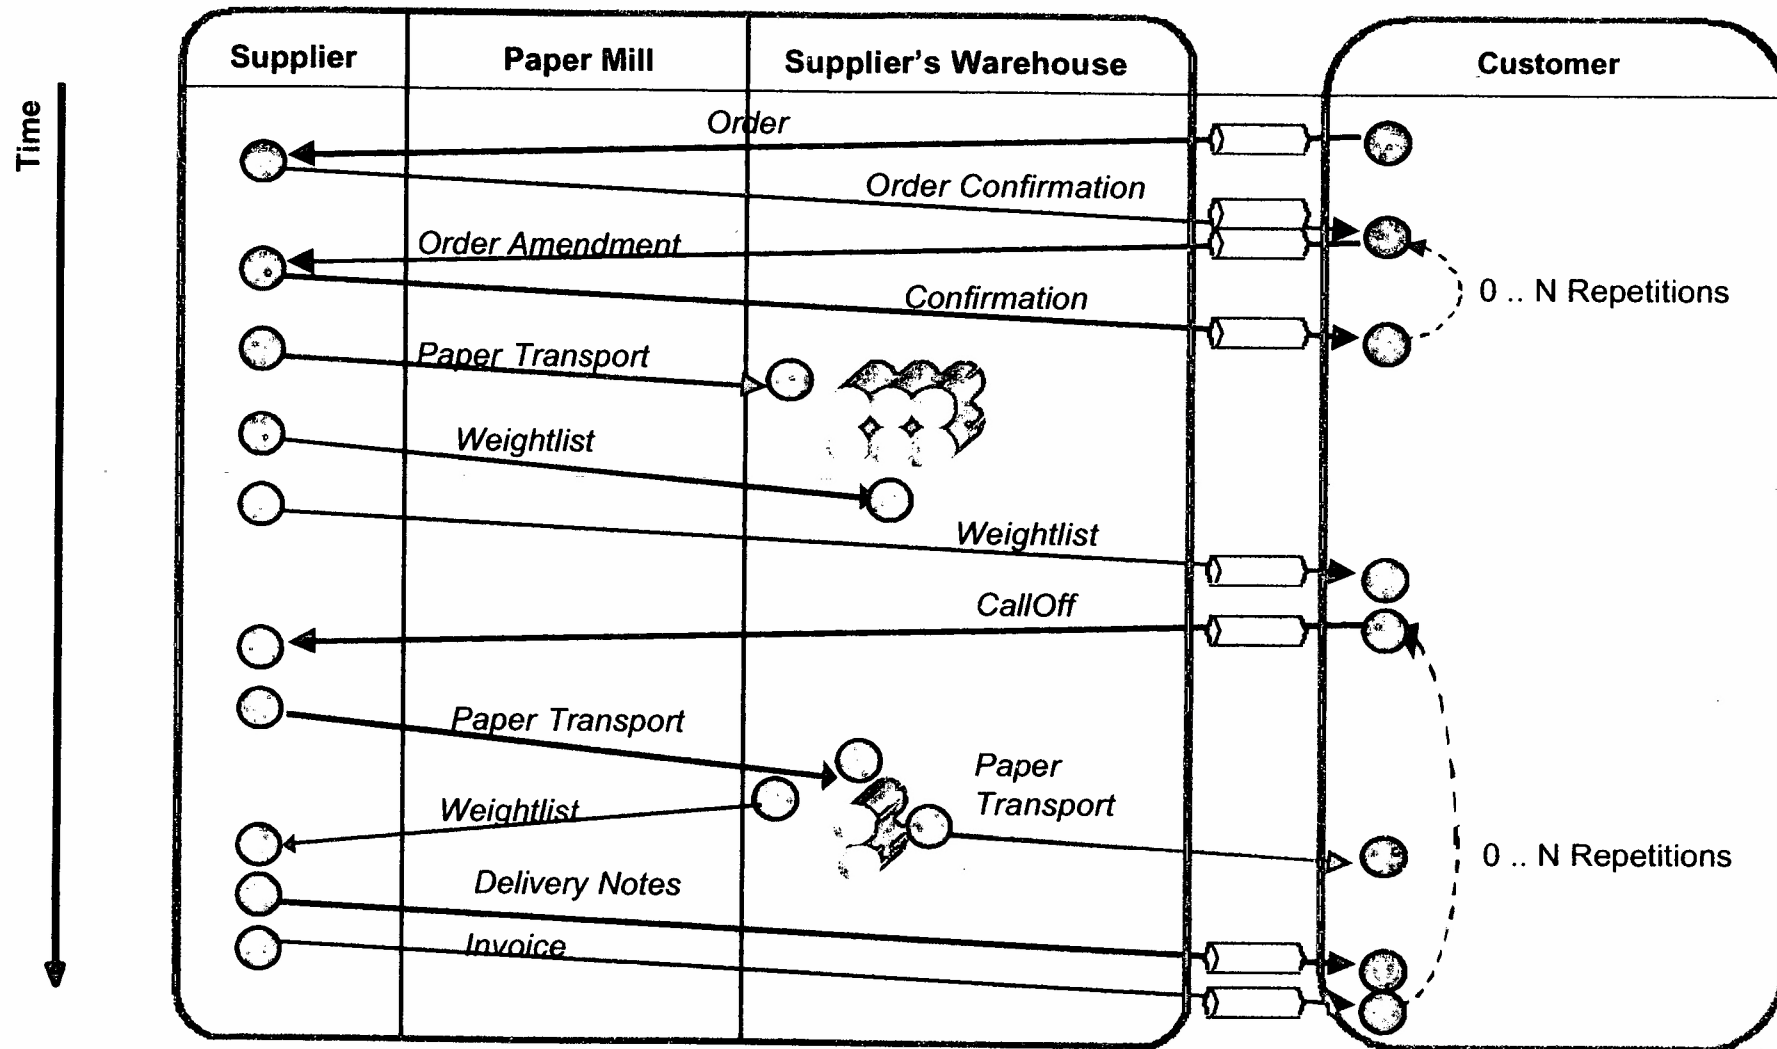 Supplier
Paper Mill
Supplier's Warehouse
Customer
Time
Order
Order Confirmation
Order Amendment
Confirmation
0 .. N Repetitions
Paper Transport
Weightlist
Weightlist
CallOff
Paper Transport
Paper
Transport
Weightlist
0 .. N Repetitions
Delivery Notes
Invoice